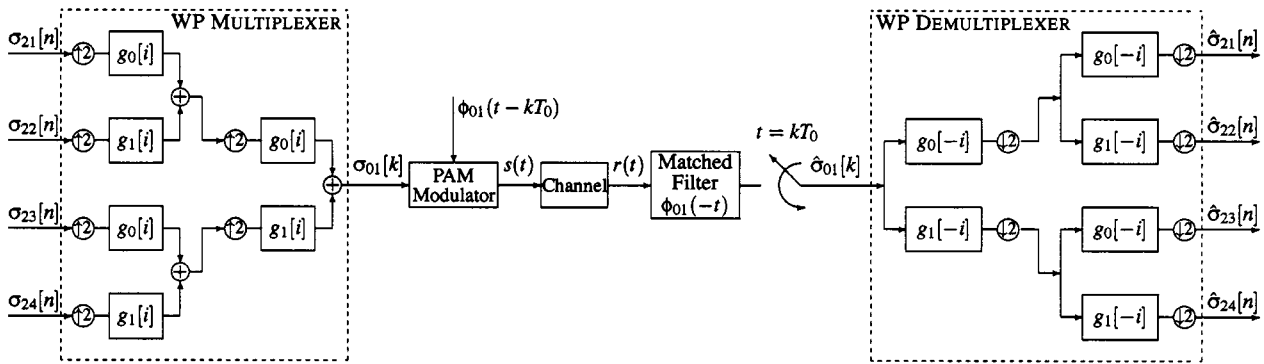 WP MULTIPLEXER
σ21[n]
↑2
g0[i]
σ22[n]
↑2
g1[i]
+
↑2
g0[i]
σ23[n]
↑2
g0[i]
σ24[n]
↑2
g1[i]
+
↑2
g1[i]
+
σ01[k]
ϕ01(t − kT0)
PAM
Modulator
s(t)
Channel
r(t)
Matched
Filter
ϕ01(−t)
t = kT0
σ̂01[k]
WP DEMULTIPLEXER
g0[−i]
↓2
g1[−i]
↓2
g0[−i]
↓2
σ̂21[n]
g1[−i]
↓2
σ̂22[n]
g0[−i]
↓2
σ̂23[n]
g1[−i]
↓2
σ̂24[n]